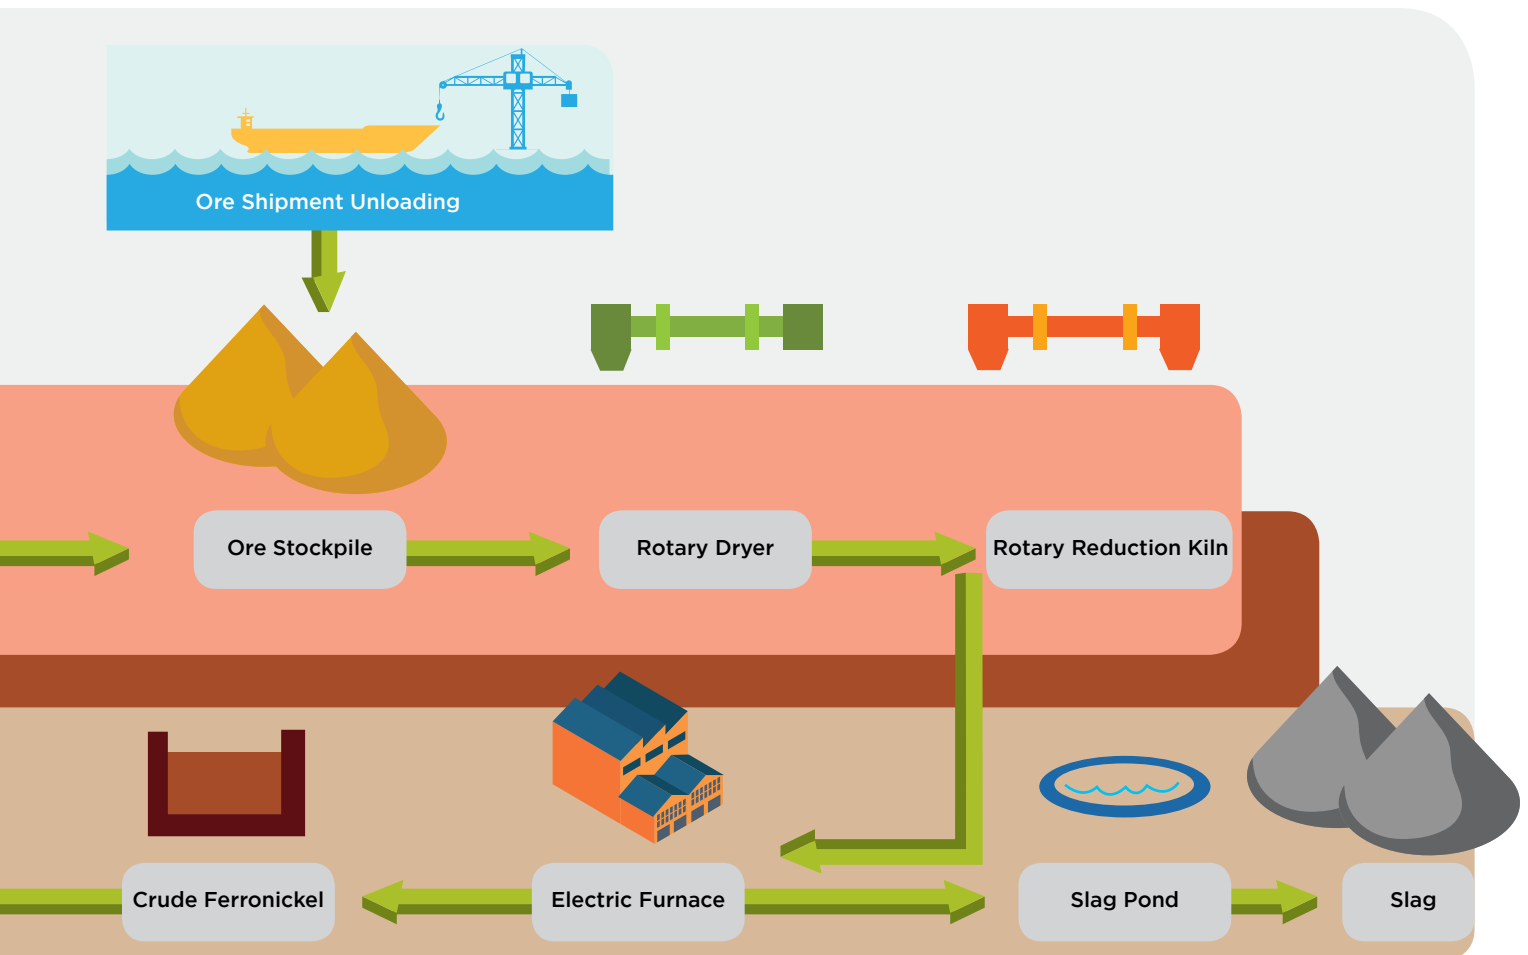 Ore Shipment Unloading
Ore Stockpile
Rotary Dryer
Rotary Reduction Kiln
Crude Ferronickel
Electric Furnace
Slag Pond
Slag